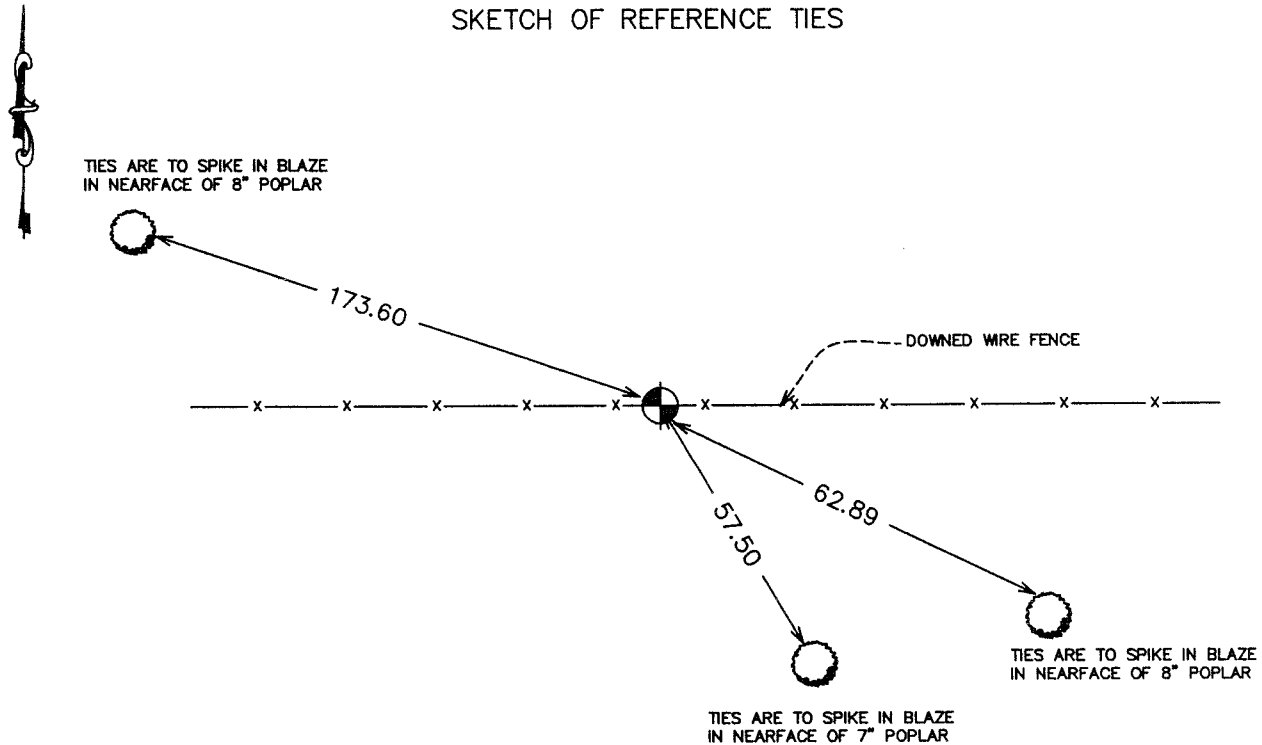 SKETCH OF REFERENCE TIES
TIES ARE TO SPIKE IN BLAZE
IN NEARFACE OF 8" POPLAR
173.60
DOWNED WIRE FENCE
x x x x x x x x x x x
62.89
57.50
TIES ARE TO SPIKE IN BLAZE
IN NEARFACE OF 8" POPLAR
TIES ARE TO SPIKE IN BLAZE
IN NEARFACE OF 7" POPLAR